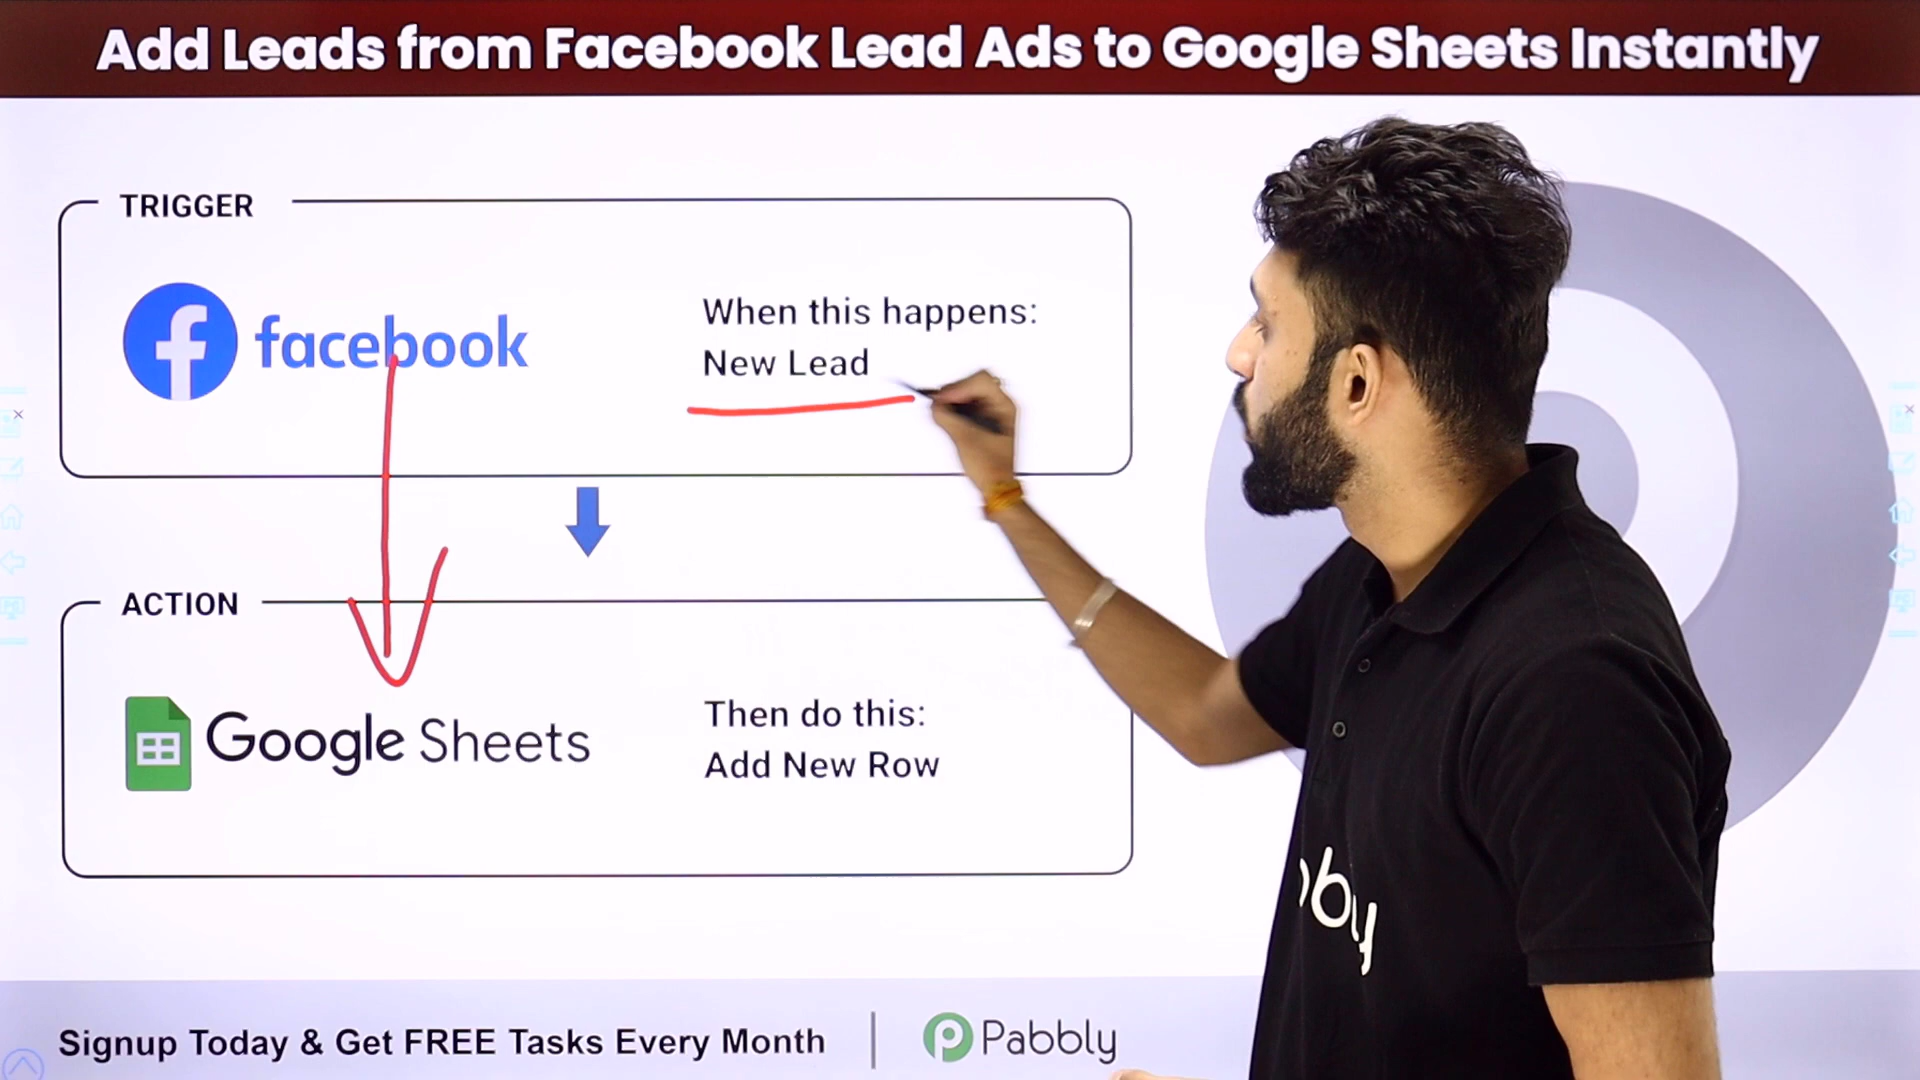 Add Leads from Facebook Lead Ads to Google Sheets Instantly
TRIGGER
facebook
When this happens:
New Lead
ACTION
Google Sheets
Then do this:
Add New Row
Signup Today & Get FREE Tasks Every Month
Pabbly